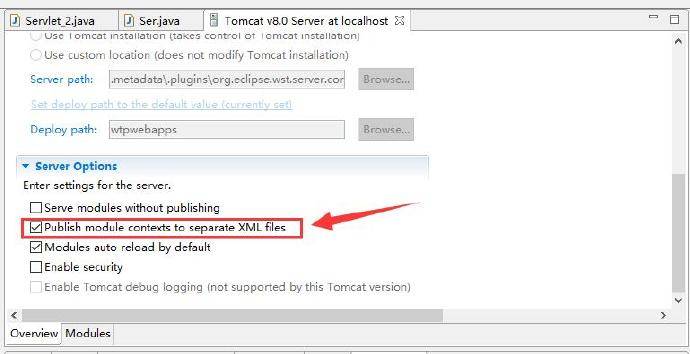 Servlet_2.java Ser.java Tomcat v8.0 Server at localhost
Use Tomcat installation (takes control of Tomcat installation)
Use custom location (does not modify Tomcat installation)
Server path: .metadata\.plugins\org.eclipse.wst.server.cor Browse...
Set deploy path to the default value (currently set)
Deploy path: wtpwebapps Browse...
Server Options
Enter settings for the server.
Serve modules without publishing
Publish module contexts to separate XML files
Modules auto reload by default
Enable security
Enable Tomcat debug logging (not supported by this Tomcat version)
Overview Modules